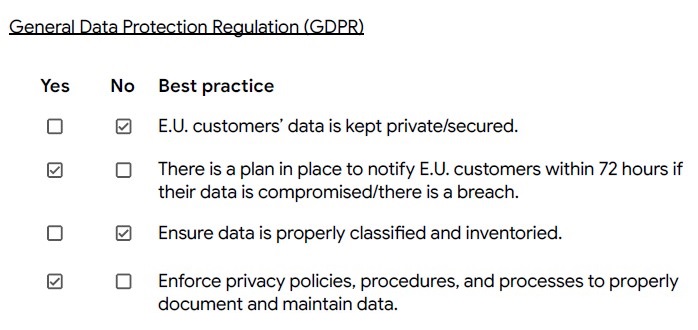 General Data Protection Regulation (GDPR)
Yes No Best practice
E.U. customers’ data is kept private/secured.
There is a plan in place to notify E.U. customers within 72 hours if
their data is compromised/there is a breach.
Ensure data is properly classified and inventoried.
Enforce privacy policies, procedures, and processes to properly
document and maintain data.